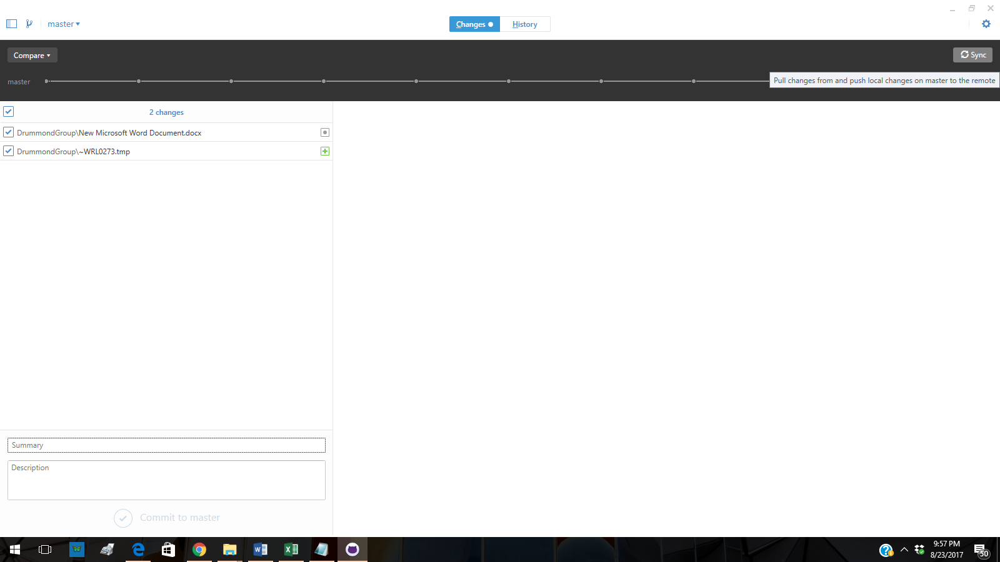 master
Changes
History
Compare
Sync
master
Pull changes from and push local changes on master to the remote
2 changes
DrummondGroup\New Microsoft Word Document.docx
DrummondGroup\~WRL0273.tmp
Summary
Description
Commit to master
9:57 PM
8/23/2017
50